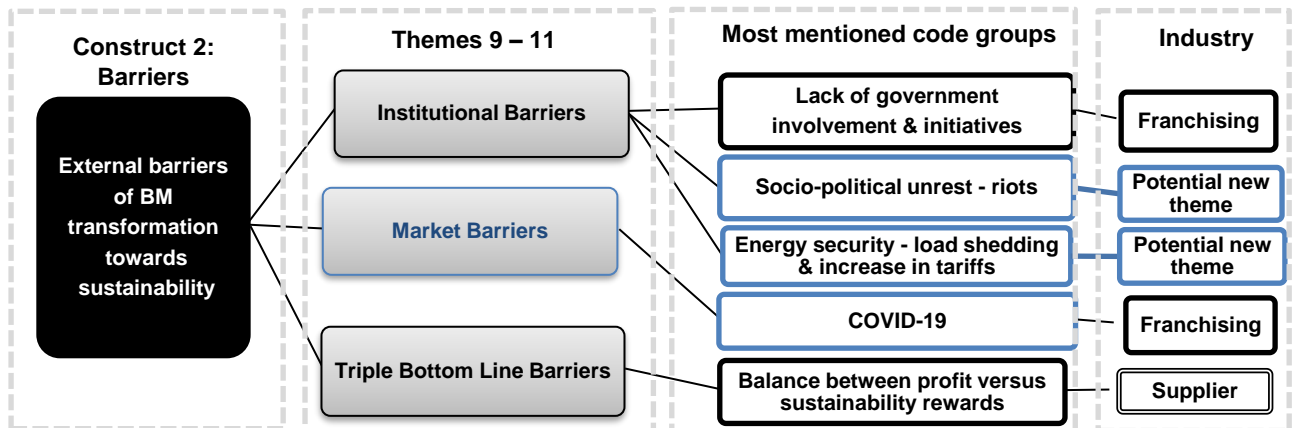 Construct 2:
Barriers
External barriers
of BM
transformation
towards
sustainability
Themes 9 – 11
Institutional Barriers
Market Barriers
Triple Bottom Line Barriers
Most mentioned code groups
Lack of government
involvement & initiatives
Socio-political unrest - riots
Energy security - load shedding
& increase in tariffs
COVID-19
Balance between profit versus
sustainability rewards
Industry
Franchising
Potential new
theme
Potential new
theme
Franchising
Supplier